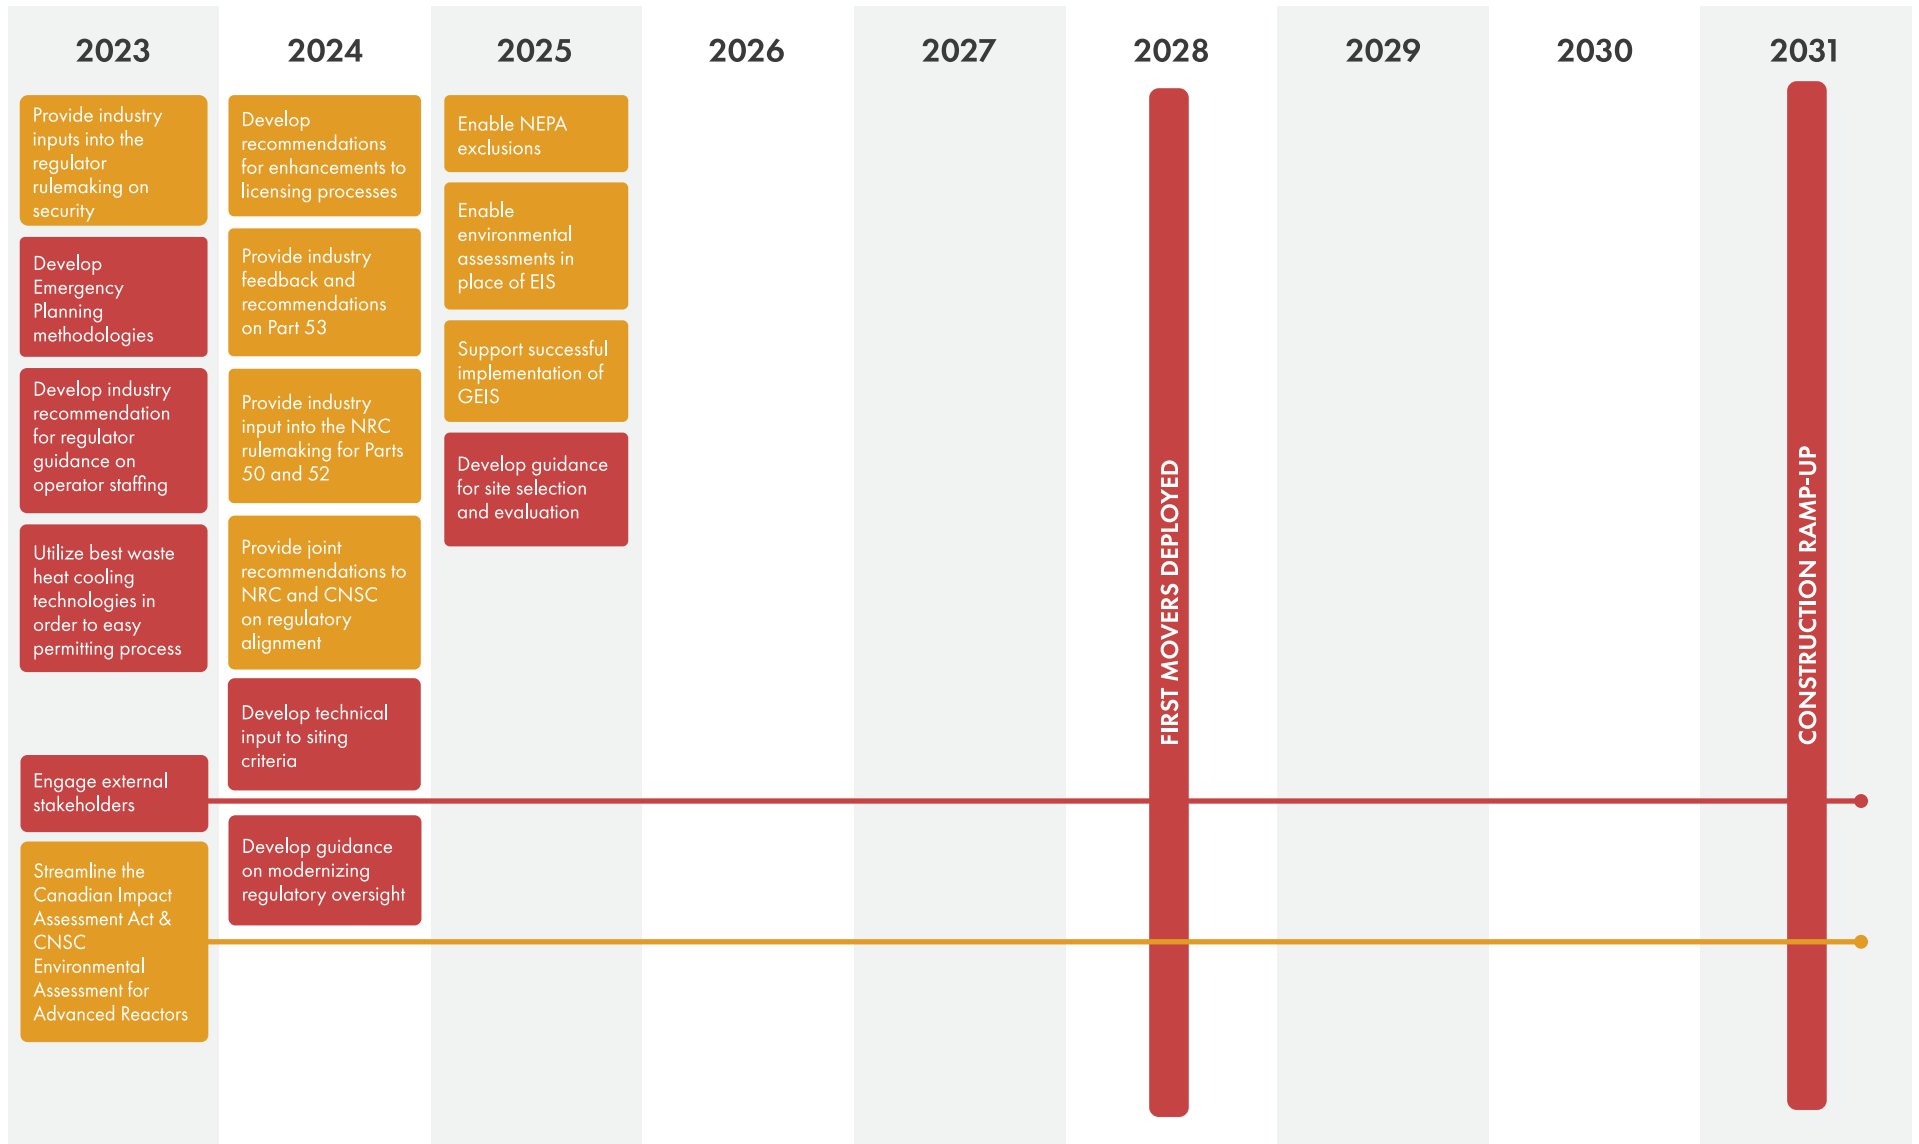 2023
2024
2025
2026
2027
2028
2029
2030
2031
Provide industry
inputs into the
regulator
rulemaking on
security
Develop
Emergency
Planning
methodologies
Develop industry
recommendation
for regulator
guidance on
operator staffing
Utilize best waste
heat cooling
technologies in
order to easy
permitting process
Engage external
stakeholders
Streamline the
Canadian Impact
Assessment Act &
CNSC
Environmental
Assessment for
Advanced Reactors
Develop
recommendations
for enhancements to
licensing processes
Provide industry
feedback and
recommendations
on Part 53
Provide industry
input into the NRC
rulemaking for Parts
50 and 52
Provide joint
recommendations to
NRC and CNSC
on regulatory
alignment
Develop technical
input to siting
criteria
Develop guidance
on modernizing
regulatory oversight
Enable NEPA
exclusions
Enable
environmental
assessments in
place of EIS
Support successful
implementation of
GEIS
Develop guidance
for site selection
and evaluation
FIRST MOVERS DEPLOYED
CONSTRUCTION RAMP-UP